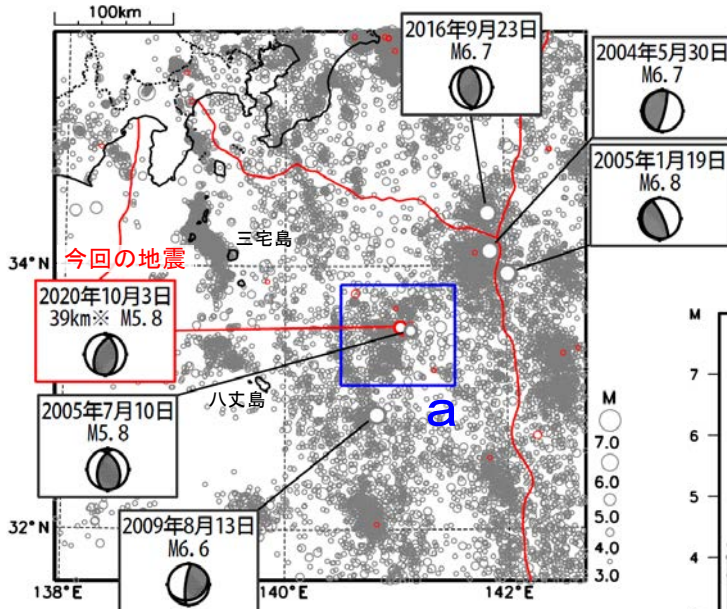 100km
2016年9月23日
M6.7
2004年5月30日
M6.7
2005年1月19日
M6.8
三宅島
34°N
今回の地震
2020年10月3日
39km※ M5.8
八丈島
a
2005年7月10日
M5.8
2009年8月13日
M6.6
32°N
138°E
140°E
142°E
M
7.0
6.0
5.0
4.0
3.0
M
7
6
5
4